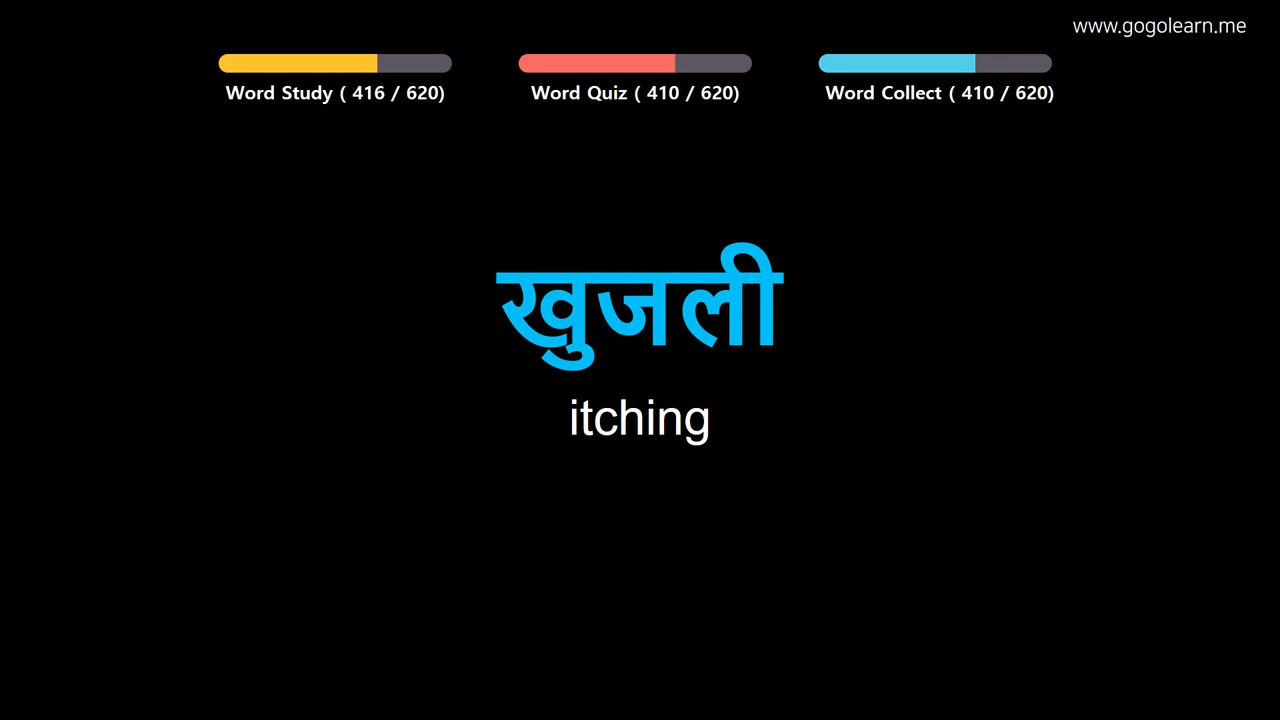 www.gogolearn.me
Word Study ( 416 / 620)
Word Quiz ( 410 / 620)
Word Collect ( 410 / 620)
खुजली
itching